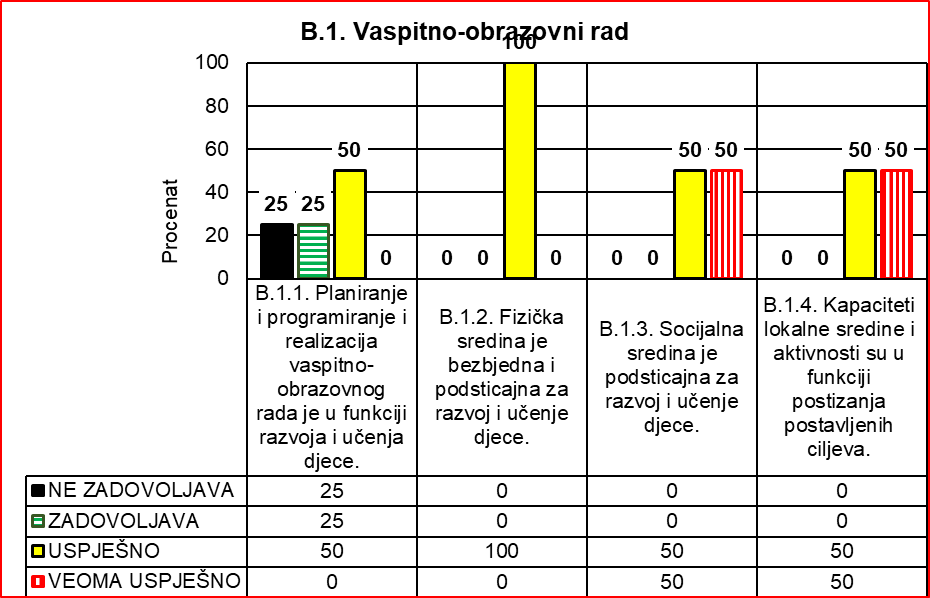 B.1. Vaspitno-obrazovni rad
Procenat
100
80
60
40
20
0
25 25 50 0
0 0 100 0
0 0 50 50
0 0 50 50
B.1.1. Planiranje
i programiranje i
realizacija
vaspitno-
obrazovnog
rada je u funkciji
razvoja i učenja
djece.
B.1.2. Fizička
sredina je
bezbjedna i
podsticajna za
razvoj i učenje
djece.
B.1.3. Socijalna
sredina je
podsticajna za
razvoj i učenje
djece.
B.1.4. Kapaciteti
lokalne sredine i
aktivnosti su u
funkciji
postizanja
postavljenih
ciljeva.
NE ZADOVOLJAVA 25 0 0 0
ZADOVOLJAVA 25 0 0 0
USPJEŠNO 50 100 50 50
VEOMA USPJEŠNO 0 0 50 50